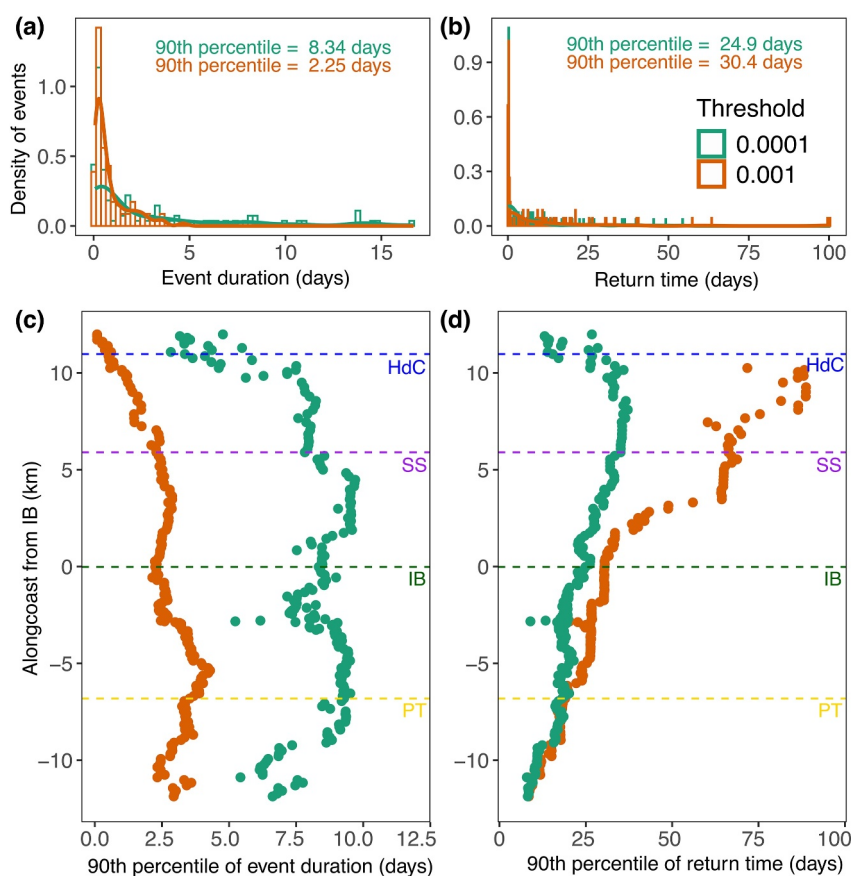 (a)
90th percentile = 8.34 days
90th percentile = 2.25 days
Density of events
1.0
0.5
0.0
0
5
10
15
Event duration (days)
(b)
90th percentile = 24.9 days
90th percentile = 30.4 days
Threshold
0.0001
0.001
0.9
0.6
0.3
0.0
0
25
50
75
100
Return time (days)
(c)
Alongcoast from IB (km)
10
5
0
−5
−10
HdC
SS
IB
PT
0.0
2.5
5.0
7.5
10.0
12.5
90th percentile of event duration (days)
(d)
HdC
SS
IB
PT
0
25
50
75
100
90th percentile of return time (days)